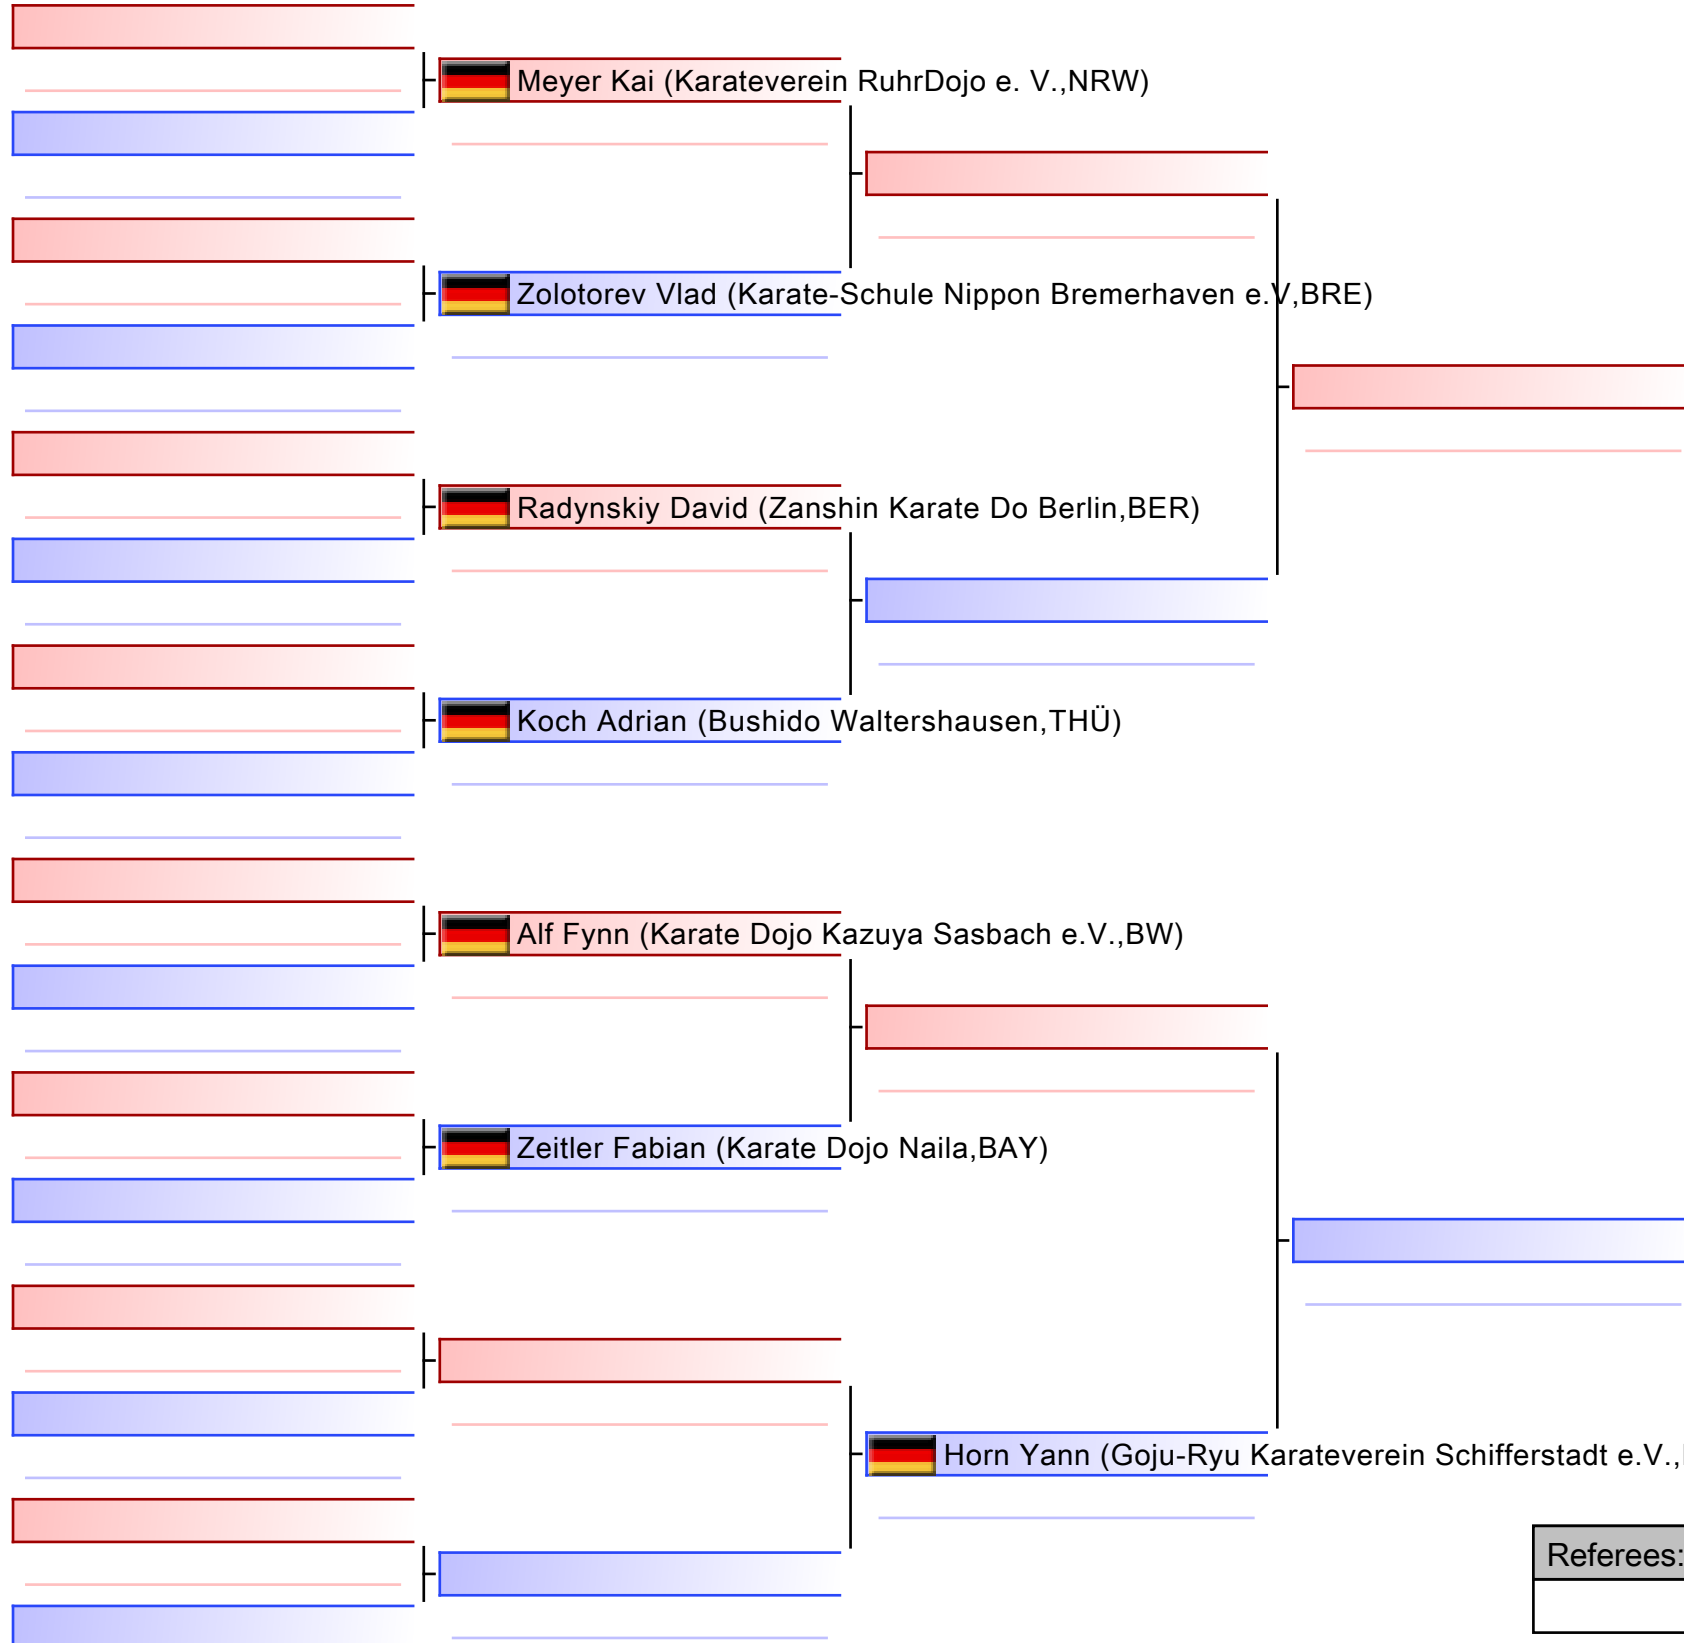 Meyer Kai (Karateverein RuhrDojo e. V.,NRW)
Zolotorev Vlad (Karate-Schule Nippon Bremerhaven e.V,BRE)
Radynskiy David (Zanshin Karate Do Berlin,BER)
Koch Adrian (Bushido Waltershausen,THÜ)
Alf Fynn (Karate Dojo Kazuya Sasbach e.V.,BW)
Zeitler Fabian (Karate Dojo Naila,BAY)
Horn Yann (Goju-Ryu Karateverein Schifferstadt e.V.,
Referees: